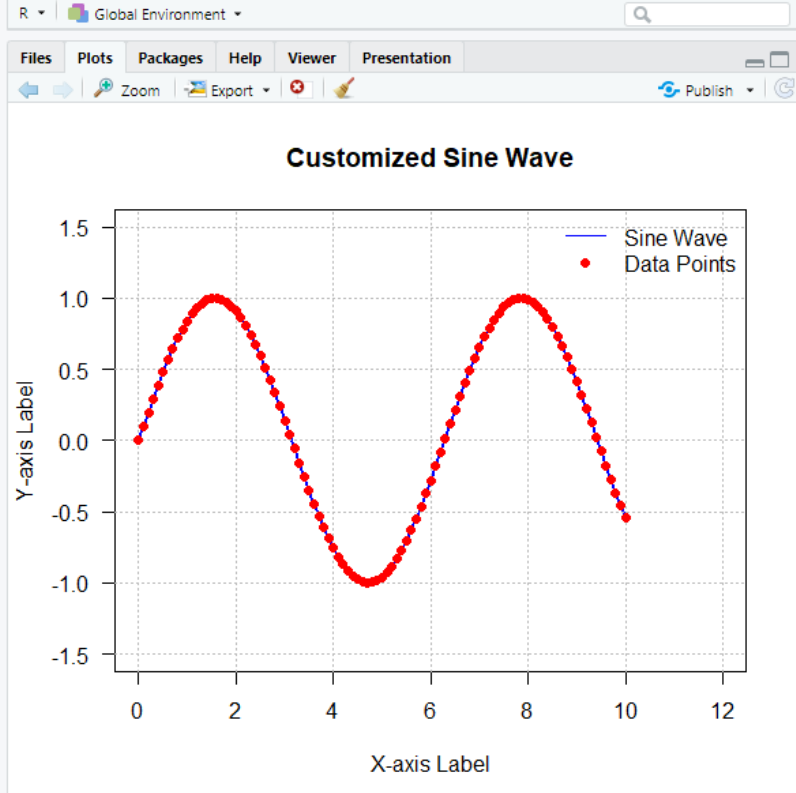 R Global Environment
Files Plots Packages Help Viewer Presentation
Zoom Export Publish
Customized Sine Wave
Sine Wave
Data Points
1.5
1.0
0.5
0.0
-0.5
-1.0
-1.5
Y-axis Label
0 2 4 6 8 10 12
X-axis Label